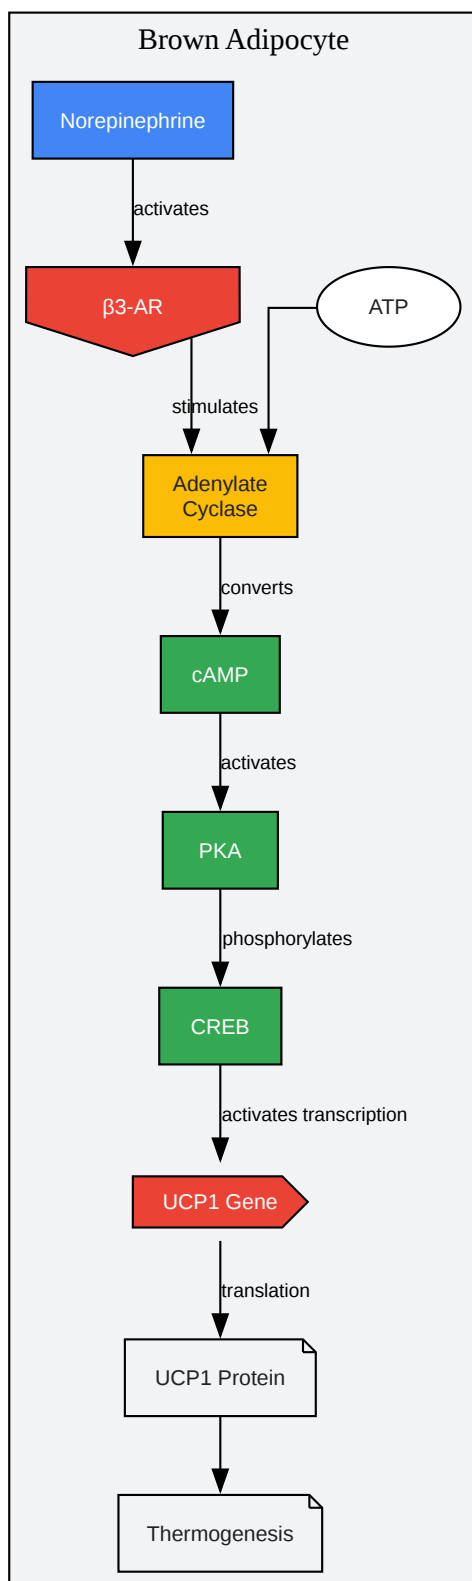 Brown Adipocyte
Norepinephrine
activates
β3-AR
ATP
stimulates
Adenylate
Cyclase
converts
cAMP
activates
PKA
phosphorylates
CREB
activates transcription
UCP1 Gene
translation
UCP1 Protein
Thermogenesis